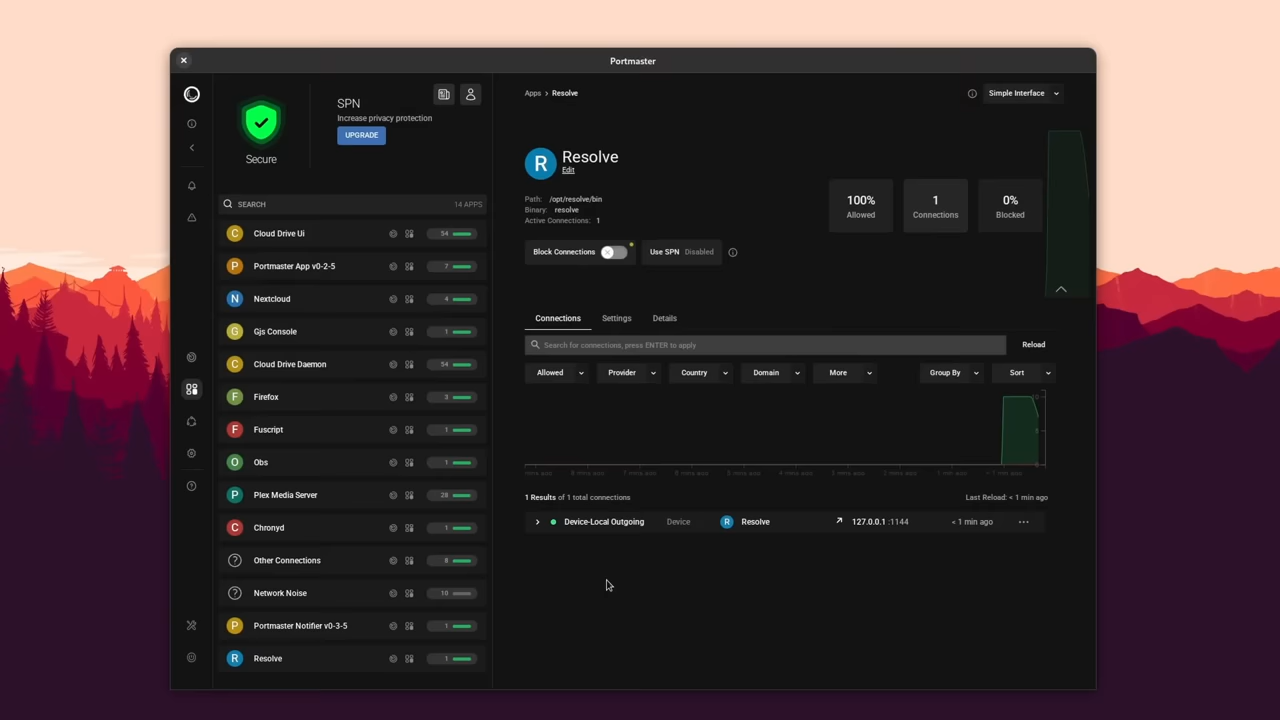 Portmaster
Secure
SPN
Increase privacy protection
UPGRADE
SEARCH 14 APPS
C Cloud Drive Ui 54
P Portmaster App v0-2-5 7
N Nextcloud 4
G Gjs Console 1
C Cloud Drive Daemon 54
F Firefox 3
F Fuscript 1
O Obs 1
P Plex Media Server 28
C Chronyd 1
? Other Connections 8
? Network Noise 10
P Portmaster Notifier v0-3-5 1
R Resolve 1
Apps > Resolve
Simple Interface
R Resolve
Edit
Path: /opt/resolve/bin
Binary: resolve
Active Connections: 1
100% Allowed
1 Connections
0% Blocked
Block Connections
Use SPN Disabled
Connections Settings Details
Search for connections, press ENTER to apply
Reload
Allowed Provider Country Domain More Group By Sort
1 Results of 1 total connections
Last Reload: < 1 min ago
Device-Local Outgoing Device R Resolve 127.0.0.1 :1144 < 1 min ago ...